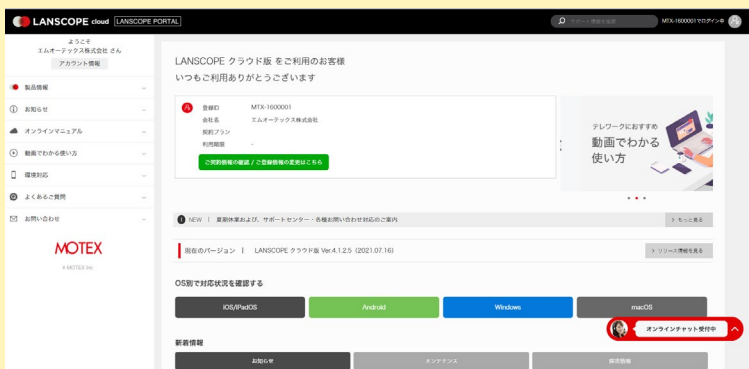 LANSCOPE cloud LANSCOPE PORTAL
サポート情報を検索
MTX-1600001でログイン中
ようこそ
エムオーテックス株式会社 さん
アカウント情報
製品情報
お知らせ
オンラインマニュアル
動画でわかる使い方
環境対応
よくあるご質問
お問い合わせ
MOTEX
© MOTEX Inc.
LANSCOPE クラウド版 をご利用のお客様
いつもご利用ありがとうございます
登録ID MTX-1600001
会社名 エムオーテックス株式会社
契約プラン
利用期限 -
ご契約情報の確認 / ご登録情報の変更はこちら
テレワークにおすすめ
動画でわかる
使い方
NEW | 夏期休業および、サポートセンター・各種お問い合わせ対応のご案内
> もっと見る
現在のバージョン | LANSCOPE クラウド版 Ver.4.1.2.5（2021.07.16）
> リリース情報を見る
OS別で対応状況を確認する
iOS/iPadOS Android Windows macOS
オンラインチャット受付中
新着情報
お知らせ メンテナンス 障害情報